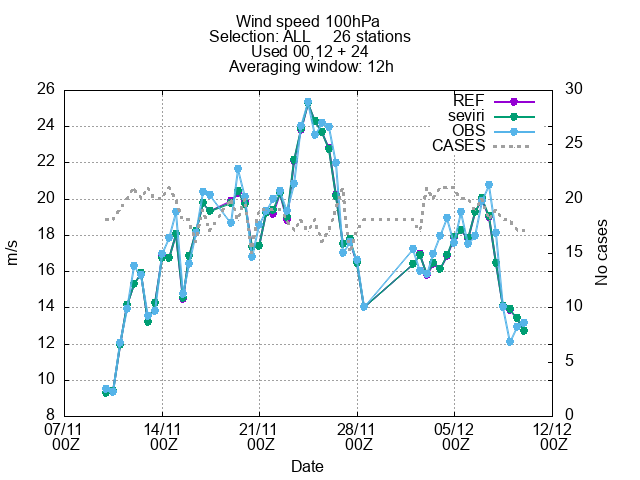 Wind speed 100hPa
Selection: ALL 26 stations
Used 00,12 + 24
Averaging window: 12h
REF
seviri
OBS
CASES
26
24
22
20
18
16
14
12
10
8
30
25
20
15
10
5
0
m/s
No cases
07/11 14/11 21/11 28/11 05/12 12/12
00Z 00Z 00Z 00Z 00Z 00Z
Date